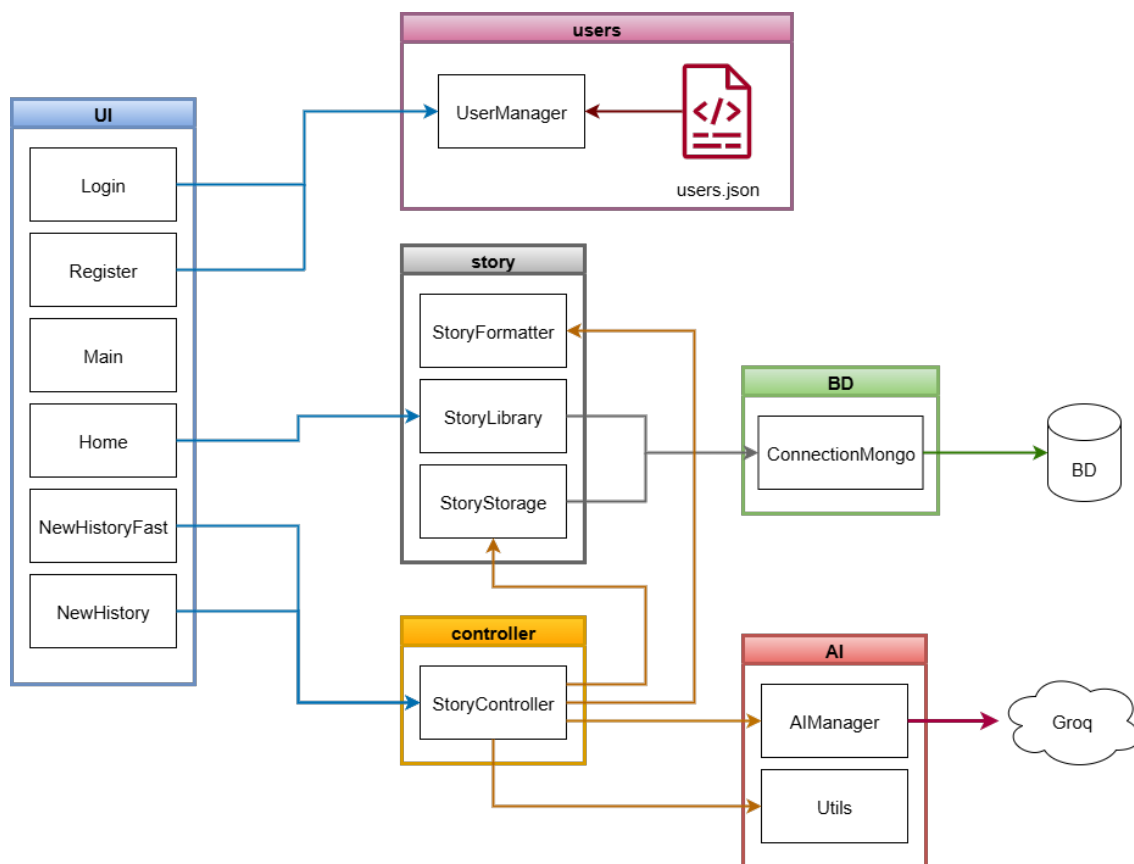 users
UserManager
users.json
UI
Login
Register
Main
Home
NewHistoryFast
NewHistory
story
StoryFormatter
StoryLibrary
StoryStorage
BD
ConnectionMongo
BD
controller
StoryController
AI
AIManager
Utils
Groq